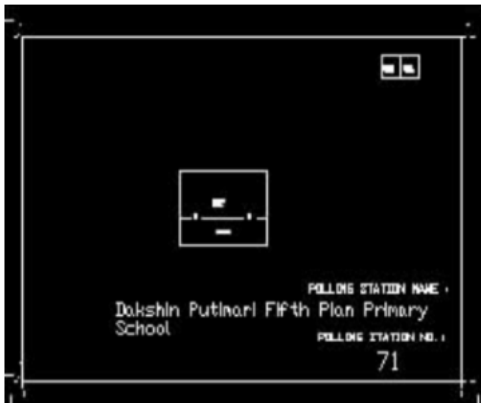 POLLING STATION NAME :
Dakshin Putimari Fifth Plan Primary
School
POLLING STATION NO. :
71